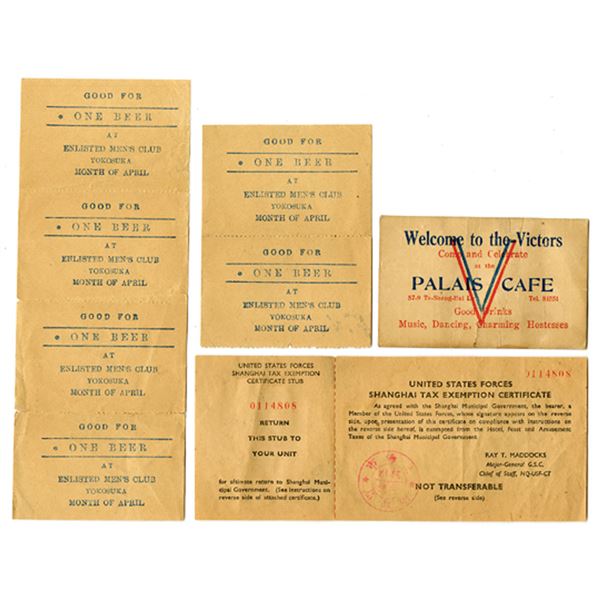 GOOD FOR
ONE BEER
AT
ENLISTED MEN'S CLUB
YOKOSUKA
MONTH OF APRIL
GOOD FOR
ONE BEER
AT
ENLISTED MEN'S CLUB
YOKOSUKA
MONTH OF APRIL
GOOD FOR
ONE BEER
AT
ENLISTED MEN'S CLUB
YOKOSUKA
MONTH OF APRIL
GOOD FOR
ONE BEER
AT
ENLISTED MEN'S CLUB
YOKOSUKA
MONTH OF APRIL
GOOD FOR
ONE BEER
AT
ENLISTED MEN'S CLUB
YOKOSUKA
MONTH OF APRIL
GOOD FOR
ONE BEER
AT
ENLISTED MEN'S CLUB
YOKOSUKA
MONTH OF APRIL
Welcome to the Victors
Come and Celebrate
at the
PALAIS CAFE
Tel.
Good Drinks
Music, Dancing, Charming Hostesses
UNITED STATES FORCES
SHANGHAI TAX EXEMPTION
CERTIFICATE STUB
0114808
RETURN
THIS STUB TO
YOUR UNIT
for ultimate return to Shanghai Muni-
cipal Government. (See instructions on
reverse side of attached certificate.)
0114808
UNITED STATES FORCES
SHANGHAI TAX EXEMPTION CERTIFICATE
As agreed with the Shanghai Municipal Government, the bearer, a
Member of the United States Forces, whose signature appears on the reverse
side, upon presentation of this certificate on compliance with instructions on
the reverse side hereof, is exempted from the Hotel, Feast and Amusement
Taxes of the Shanghai Municipal Government.
RAY T. MADDOCKS
Major-General G.S.C.
Chief of Staff, HQ-USF-CT
NOT TRANSFERABLE
(See reverse side)